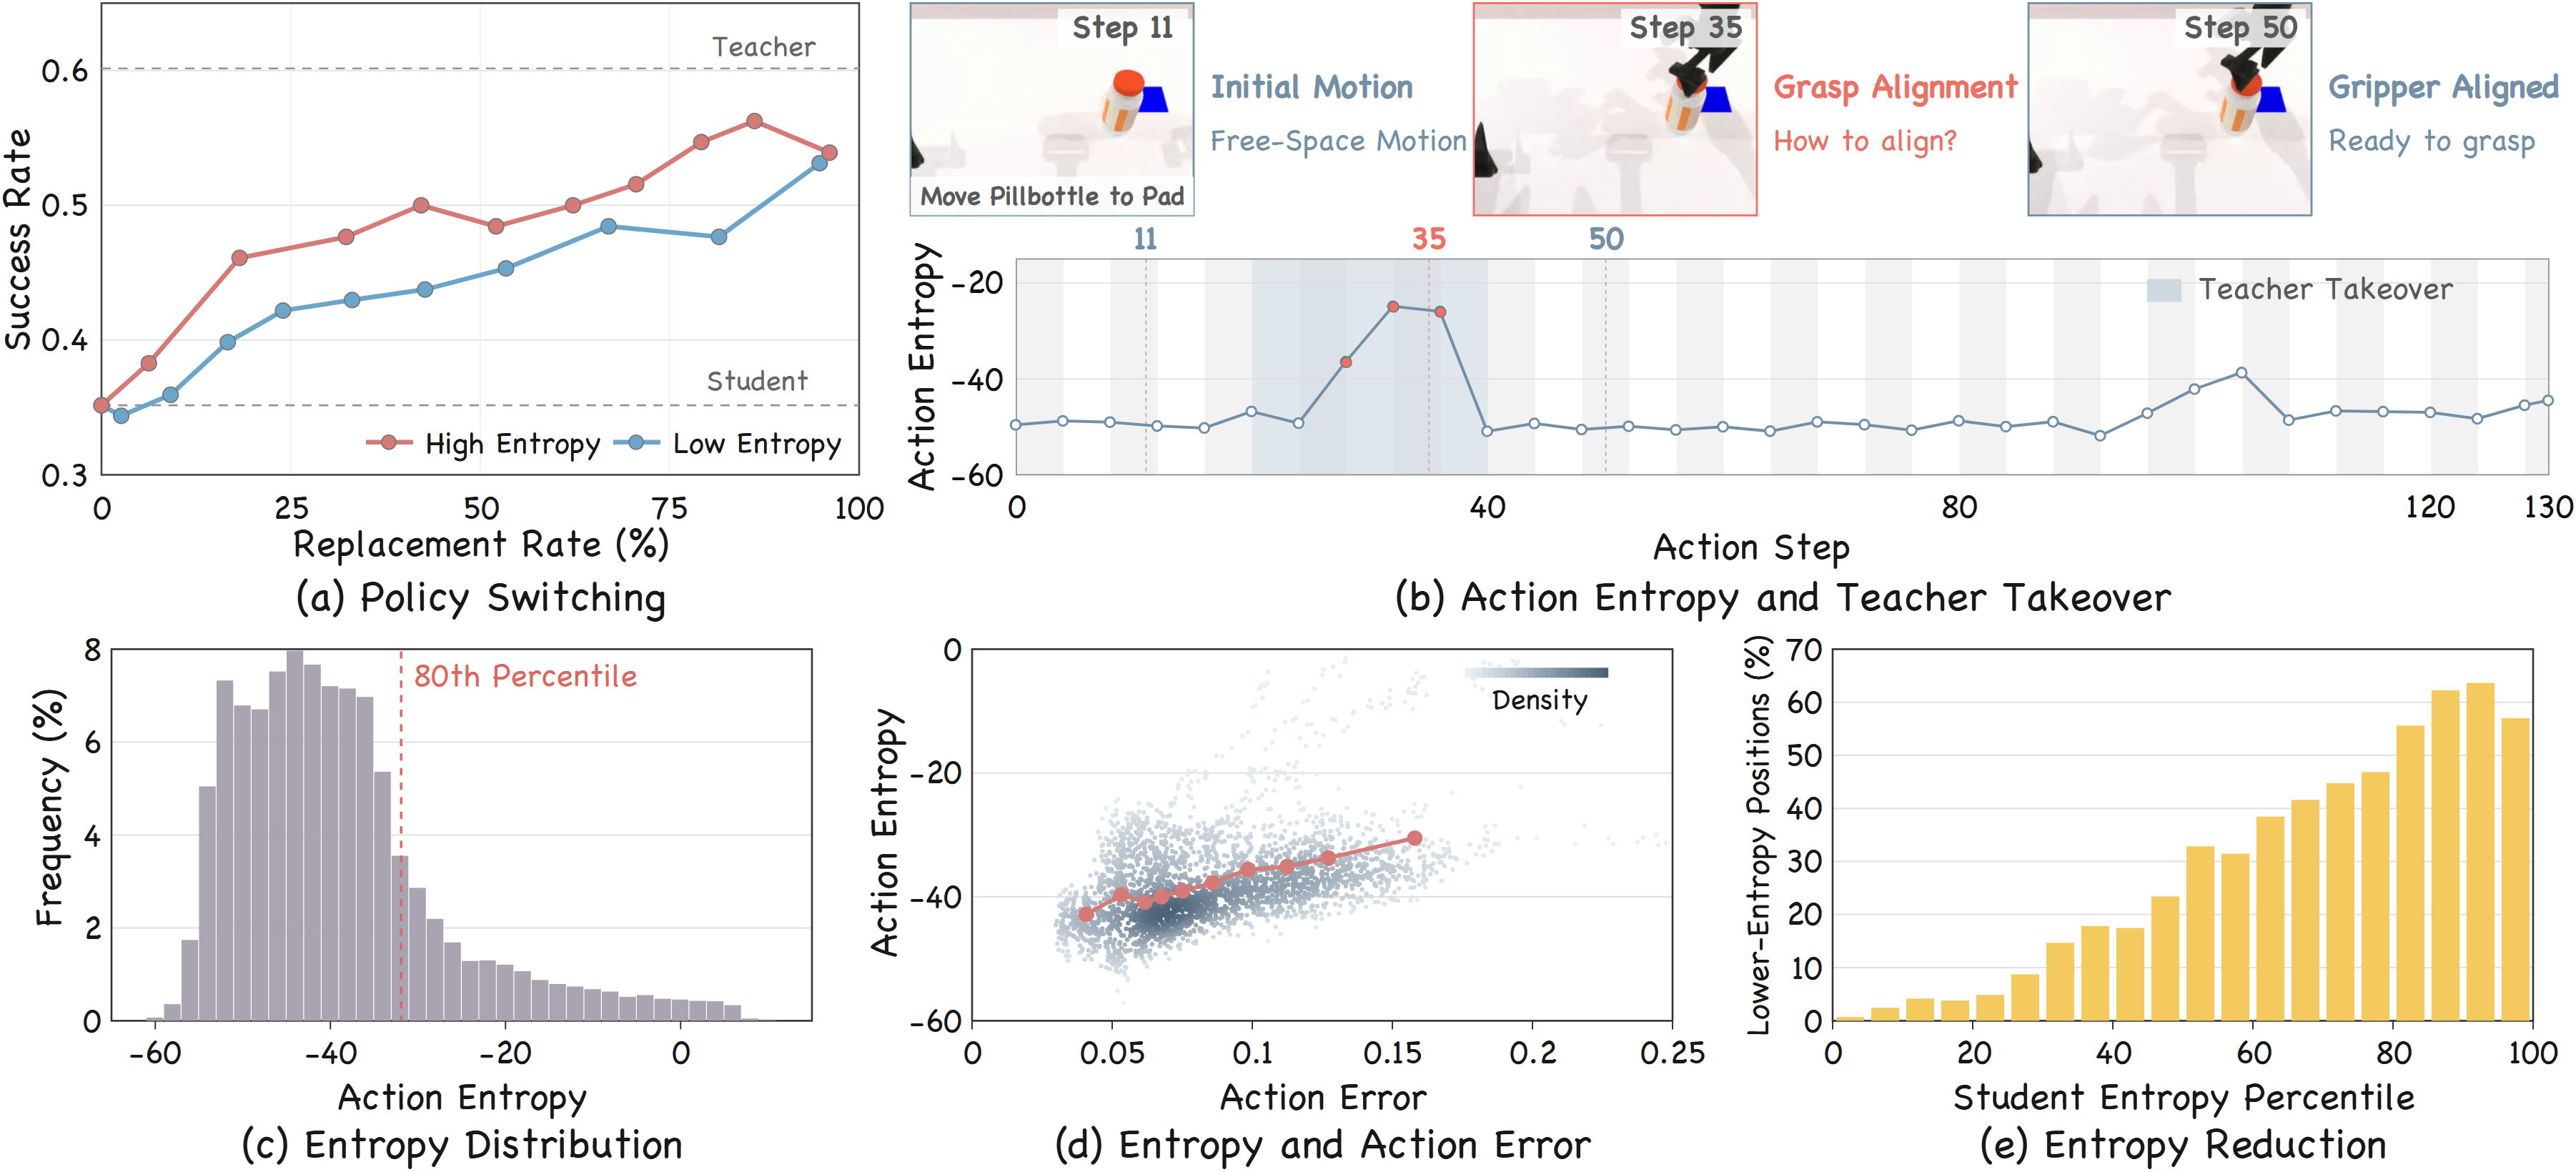 0.6
0.5
0.4
0.3
Success Rate
Teacher
Student
High Entropy
Low Entropy
0 25 50 75 100
Replacement Rate (%)
(a) Policy Switching
Step 11
Move Pillbottle to Pad
Initial Motion
Free-Space Motion
Step 35
Grasp Alignment
How to align?
Step 50
Gripper Aligned
Ready to grasp
11 35 50
-20
-40
-60
Action Entropy
Teacher Takeover
0 40 80 120 130
Action Step
(b) Action Entropy and Teacher Takeover
8
6
4
2
0
Frequency (%)
80th Percentile
-60 -40 -20 0
Action Entropy
(c) Entropy Distribution
0
-20
-40
-60
Action Entropy
Density
0 0.05 0.1 0.15 0.2 0.25
Action Error
(d) Entropy and Action Error
70
60
50
40
30
20
10
0
Lower-Entropy Positions (%)
0 20 40 60 80 100
Student Entropy Percentile
(e) Entropy Reduction